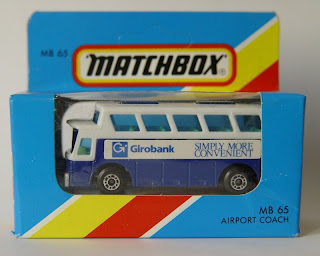 MB 65
MATCHBOX®
G Girobank
SIMPLY MORE
CONVENIENT
MB 65
AIRPORT COACH